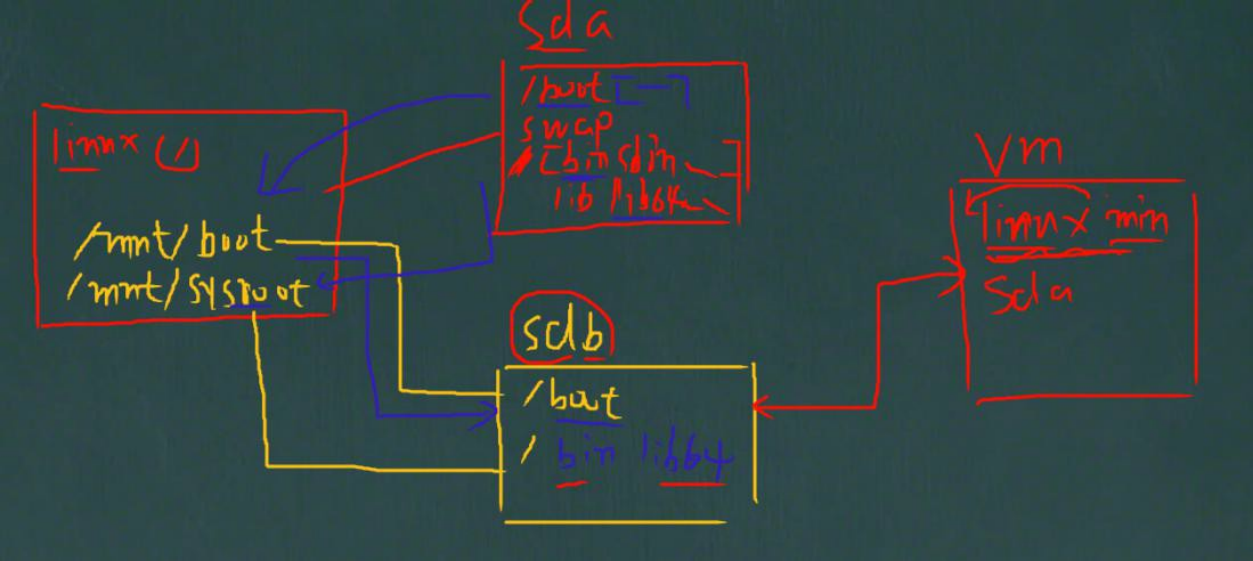 sda
/boot [—]
swap
/ [bin sbin
lib lib64
linux (/)
/mnt/boot
/mnt/sysroot
sdb
/boot
/ bin lib64
Vm
linux min
sda